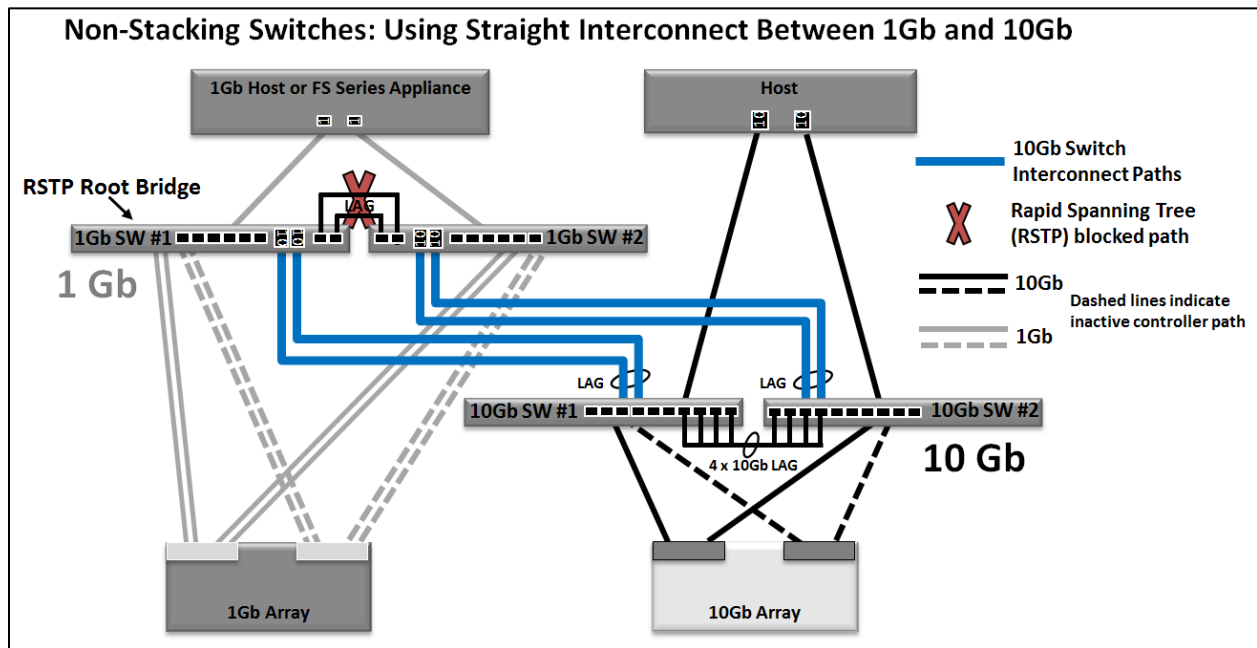 Non-Stacking Switches: Using Straight Interconnect Between 1Gb and 10Gb
1Gb Host or FS Series Appliance
Host
10Gb Switch
Interconnect Paths
RSTP Root Bridge
LAG
Rapid Spanning Tree
(RSTP) blocked path
1Gb SW #1
1Gb SW #2
1 Gb
10Gb
Dashed lines indicate
inactive controller path
1Gb
LAG
LAG
10Gb SW #1
10Gb SW #2
4 x 10Gb LAG
10 Gb
1Gb Array
10Gb Array